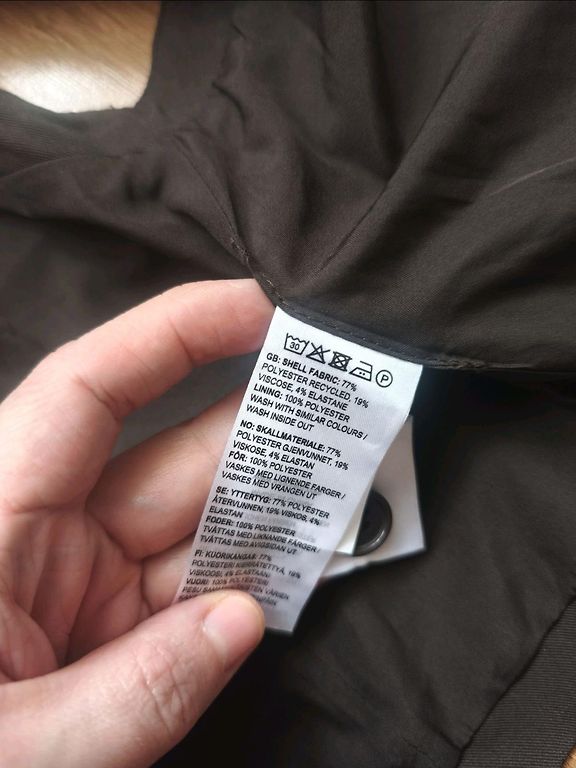 30 P
GB: SHELL FABRIC: 77%
POLYESTER RECYCLED, 19%
VISCOSE, 4% ELASTANE
LINING: 100% POLYESTER
WASH WITH SIMILAR COLOURS /
WASH INSIDE OUT
NO: SKALLMATERIALE: 77%
POLYESTER GJENVUNNET, 19%
VISKOSE, 4% ELASTAN
FÓR: 100% POLYESTER
VASKES MED LIGNENDE FARGER /
VASKES MED VRANGEN UT
SE: YTTERTYG: 77% POLYESTER
ÅTERVUNNEN, 19% VISKOS, 4%
ELASTAN
FODER: 100% POLYESTER
TVÄTTAS MED LIKNANDE FÄRGER /
TVÄTTAS MED AVIGSIDAN UT
FI: KUORIKANGAS: 77%
POLYESTERI KIERRÄTETTYÄ, 19%
VISKOOSI, 4% ELASTAANI
VUORI: 100% POLYESTERI